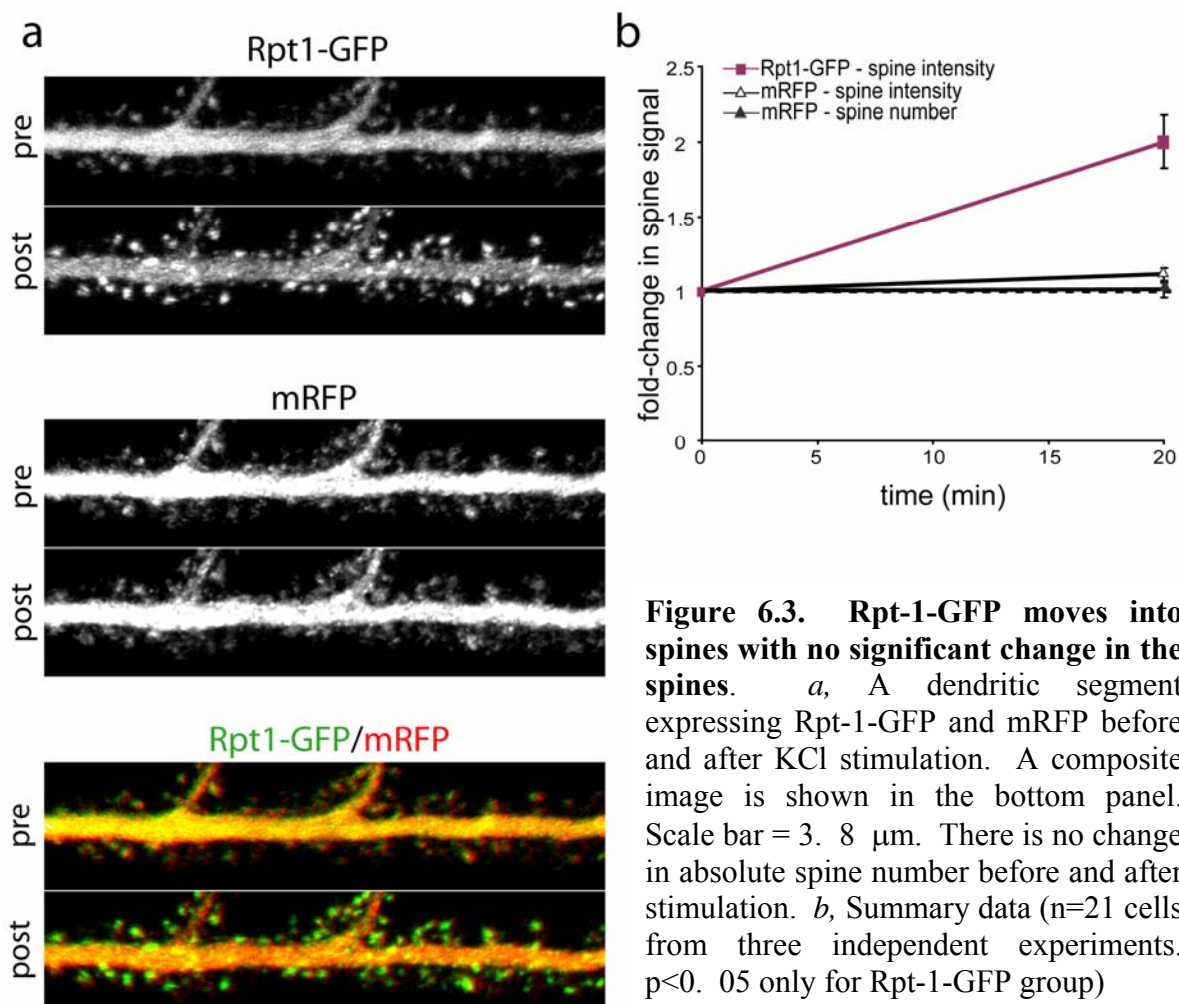 a
Rpt1-GFP
pre
post
mRFP
pre
post
Rpt1-GFP/mRFP
pre
post
b
Rpt1-GFP - spine intensity
mRFP - spine intensity
mRFP - spine number
fold-change in spine signal
2.5
2
1.5
1
0.5
0
0 5 10 15 20
time (min)
Figure 6.3. Rpt-1-GFP moves into
spines with no significant change in the
spines. a, A dendritic segment
expressing Rpt-1-GFP and mRFP before
and after KCl stimulation. A composite
image is shown in the bottom panel.
Scale bar = 3. 8 μm. There is no change
in absolute spine number before and after
stimulation. b, Summary data (n=21 cells
from three independent experiments.
p<0. 05 only for Rpt-1-GFP group)